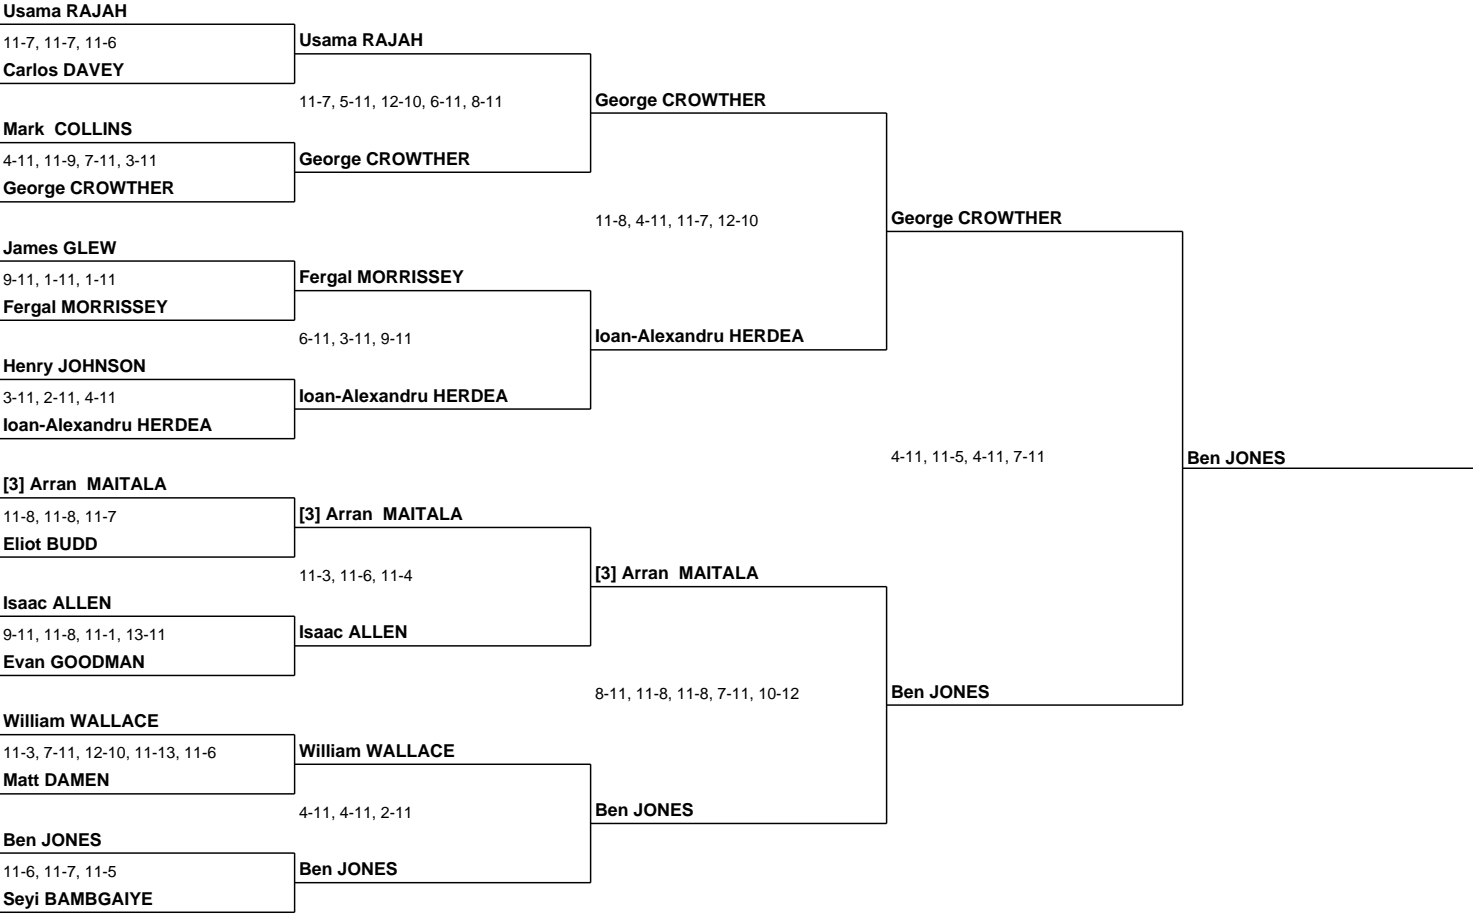 Usama RAJAH
11-7, 11-7, 11-6
Carlos DAVEY
Mark  COLLINS
4-11, 11-9, 7-11, 3-11
George CROWTHER
James GLEW
9-11, 1-11, 1-11
Fergal MORRISSEY
Henry JOHNSON
3-11, 2-11, 4-11
Ioan-Alexandru HERDEA
[3] Arran  MAITALA
11-8, 11-8, 11-7
Eliot BUDD
Isaac ALLEN
9-11, 11-8, 11-1, 13-11
Evan GOODMAN
William WALLACE
11-3, 7-11, 12-10, 11-13, 11-6
Matt DAMEN
Ben JONES
11-6, 11-7, 11-5
Seyi BAMBGAIYE
Usama RAJAH
11-7, 5-11, 12-10, 6-11, 8-11
George CROWTHER
Fergal MORRISSEY
6-11, 3-11, 9-11
Ioan-Alexandru HERDEA
[3] Arran  MAITALA
11-3, 11-6, 11-4
Isaac ALLEN
William WALLACE
4-11, 4-11, 2-11
Ben JONES
George CROWTHER
11-8, 4-11, 11-7, 12-10
Ioan-Alexandru HERDEA
[3] Arran  MAITALA
8-11, 11-8, 11-8, 7-11, 10-12
Ben JONES
George CROWTHER
4-11, 11-5, 4-11, 7-11
Ben JONES
Ben JONES